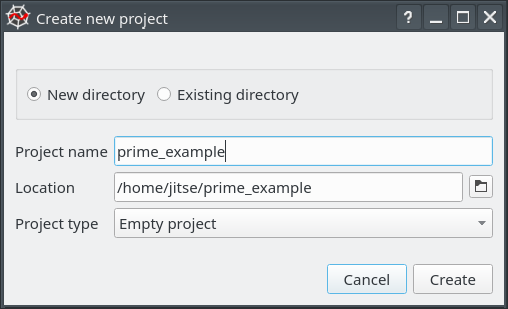 Create new project
New directory Existing directory
Project name prime_example
Location /home/jitse/prime_example
Project type Empty project
Cancel Create